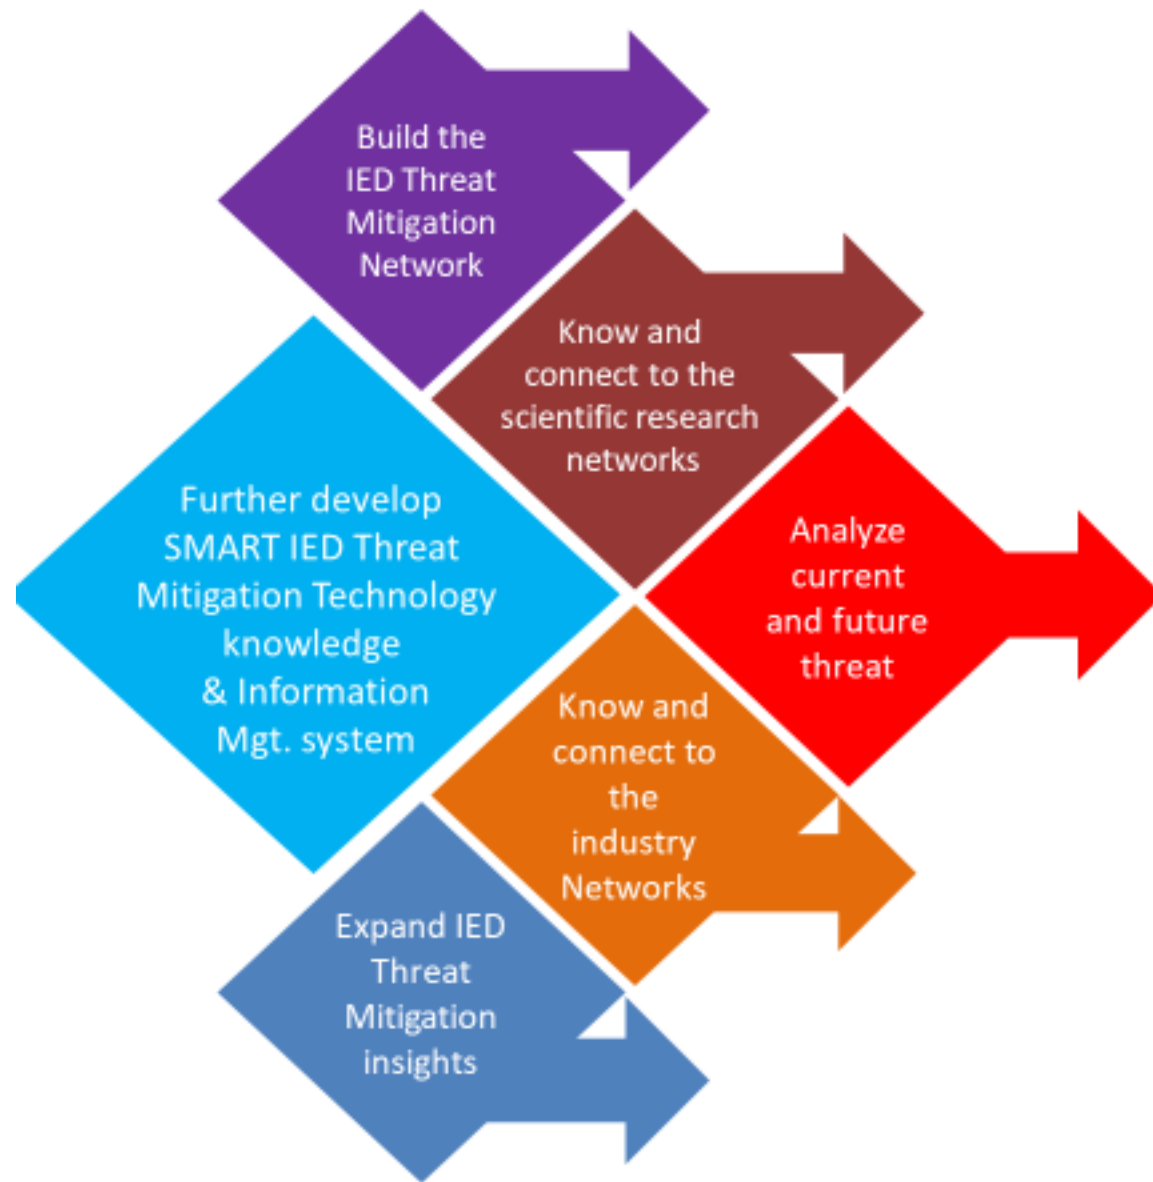 Build the
IED Threat
Mitigation
Network
Know and
connect to the
scientific research
networks
Further develop
SMART IED Threat
Mitigation Technology
knowledge
& Information
Mgt. system
Analyze
current
and future
threat
Know and
connect to
the
industry
Networks
Expand IED
Threat
Mitigation
insights